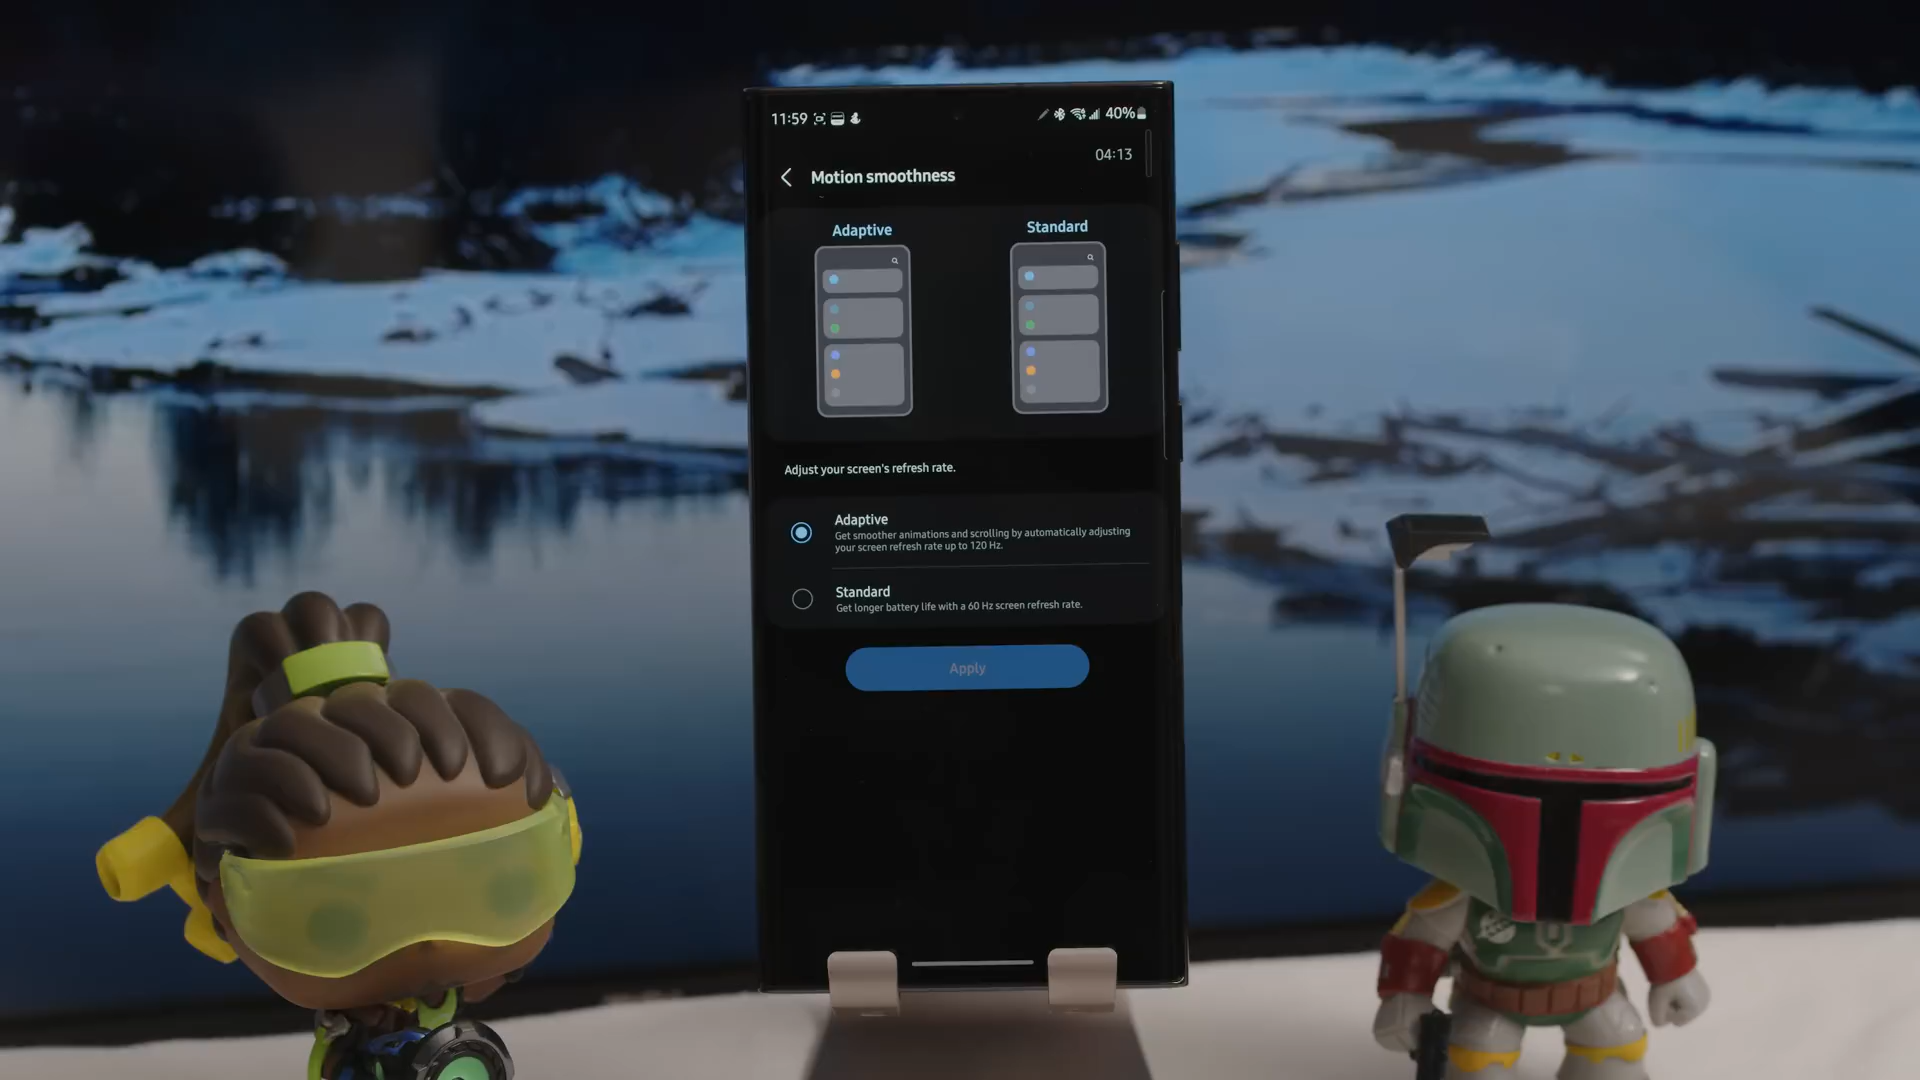 11:59 40%
04:13
Motion smoothness
Adaptive Standard
Adjust your screen's refresh rate.
Adaptive
Get smoother animations and scrolling by automatically adjusting
your screen refresh rate up to 120 Hz.
Standard
Get longer battery life with a 60 Hz screen refresh rate.
Apply